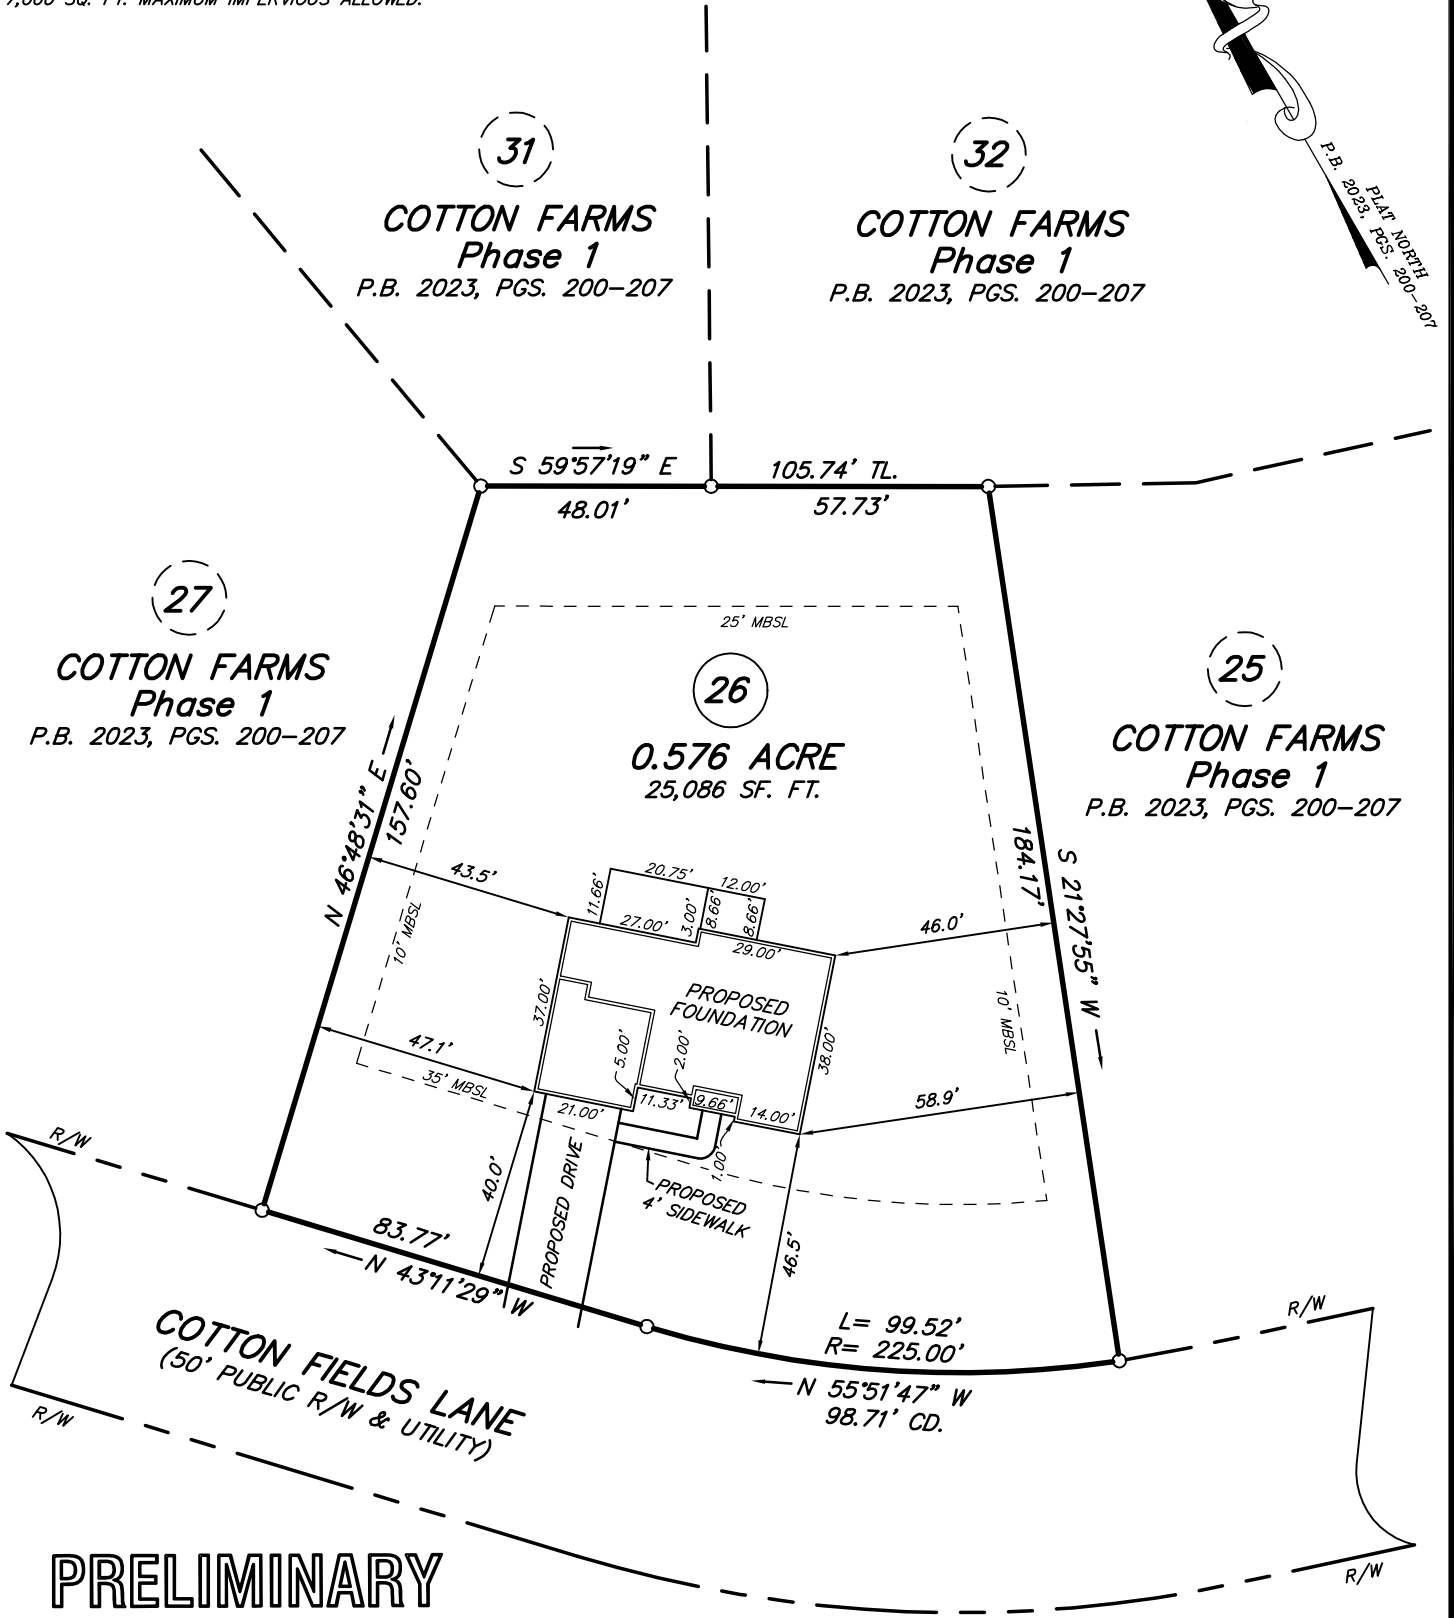 SQ. FT. MAXIMUM IMPERVIOUS ALLOWED.
PLAT NORTH
P.B. 2023, PGS. 200-207
31
COTTON FARMS
Phase 1
P.B. 2023, PGS. 200-207
32
COTTON FARMS
Phase 1
P.B. 2023, PGS. 200-207
S 59°57'19" E
105.74' TL.
48.01'
57.73'
27
COTTON FARMS
Phase 1
P.B. 2023, PGS. 200-207
25' MBSL
26
0.576 ACRE
25,086 SF. FT.
25
COTTON FARMS
Phase 1
P.B. 2023, PGS. 200-207
N 46°48'31" E
157.60'
184.17'
S 21°27'55" W
10' MBSL
10' MBSL
43.5'
46.0'
20.75'
12.00'
11.66'
27.00'
3.00'
8.66'
8.66'
29.00'
PROPOSED
FOUNDATION
37.00'
38.00'
5.00'
2.00'
47.1'
58.9'
35' MBSL
21.00'
11.33'
9.66'
14.00'
1.00'
PROPOSED DRIVE
PROPOSED
4' SIDEWALK
40.0'
46.5'
R/W
83.77'
N 43°11'29" W
L= 99.52'
R= 225.00'
N 55°51'47" W
98.71' CD.
R/W
COTTON FIELDS LANE
(50' PUBLIC R/W & UTILITY)
R/W
R/W
PRELIMINARY